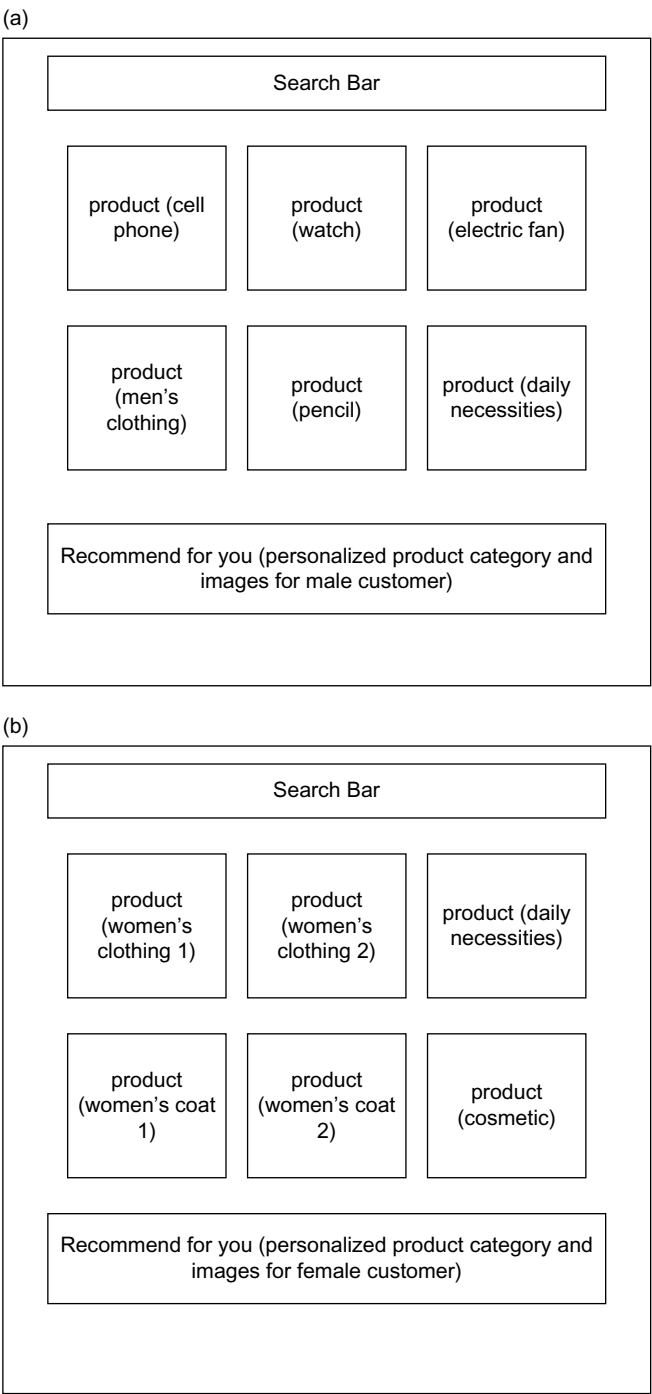 (a)
Search Bar
product (cell
phone)
product
(watch)
product
(electric fan)
product
(men’s
clothing)
product
(pencil)
product (daily
necessities)
Recommend for you (personalized product category and
images for male customer)
(b)
Search Bar
product
(women’s
clothing 1)
product
(women’s
clothing 2)
product (daily
necessities)
product
(women’s coat
1)
product
(women’s coat
2)
product
(cosmetic)
Recommend for you (personalized product category and
images for female customer)